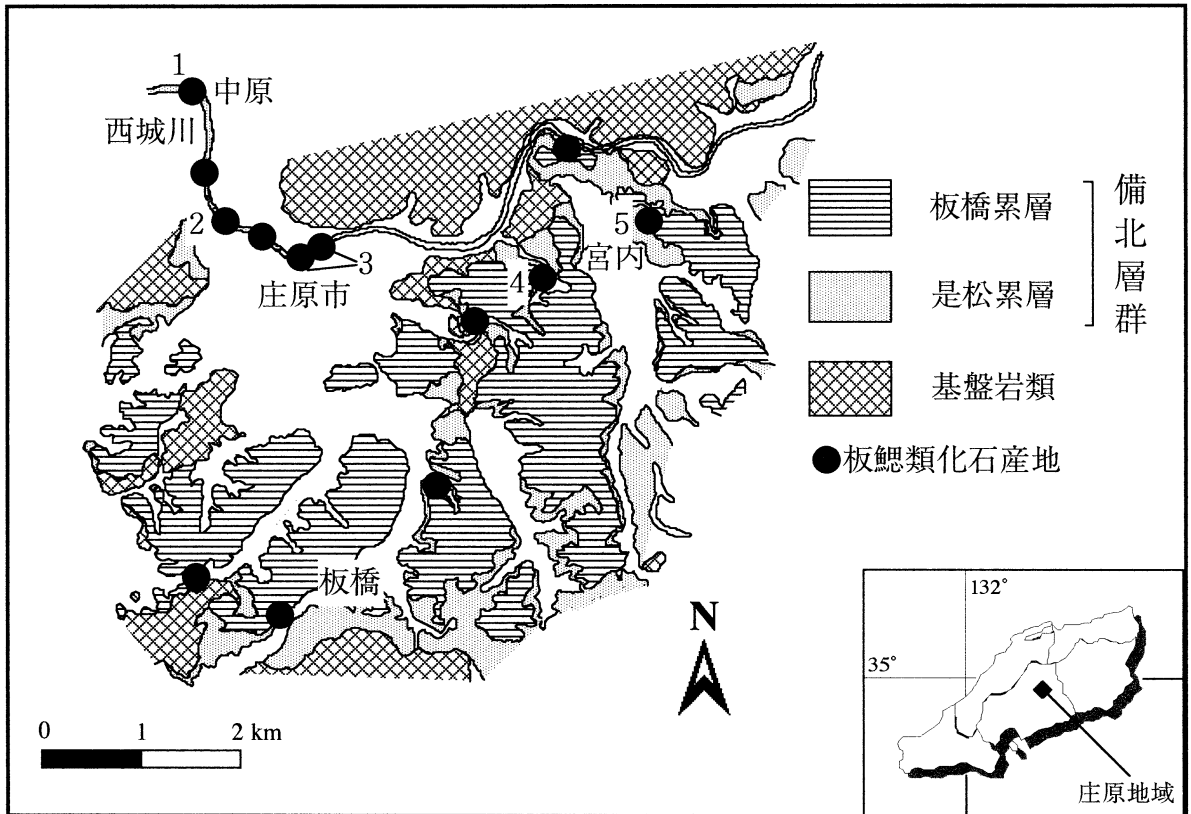 1
中原
西城川
2
3
庄原市
4
5
宮内
板橋
板橋累層
是松累層
備北層群
基盤岩類
板鰓類化石産地
N
0 1 2 km
132°
35°
庄原地域